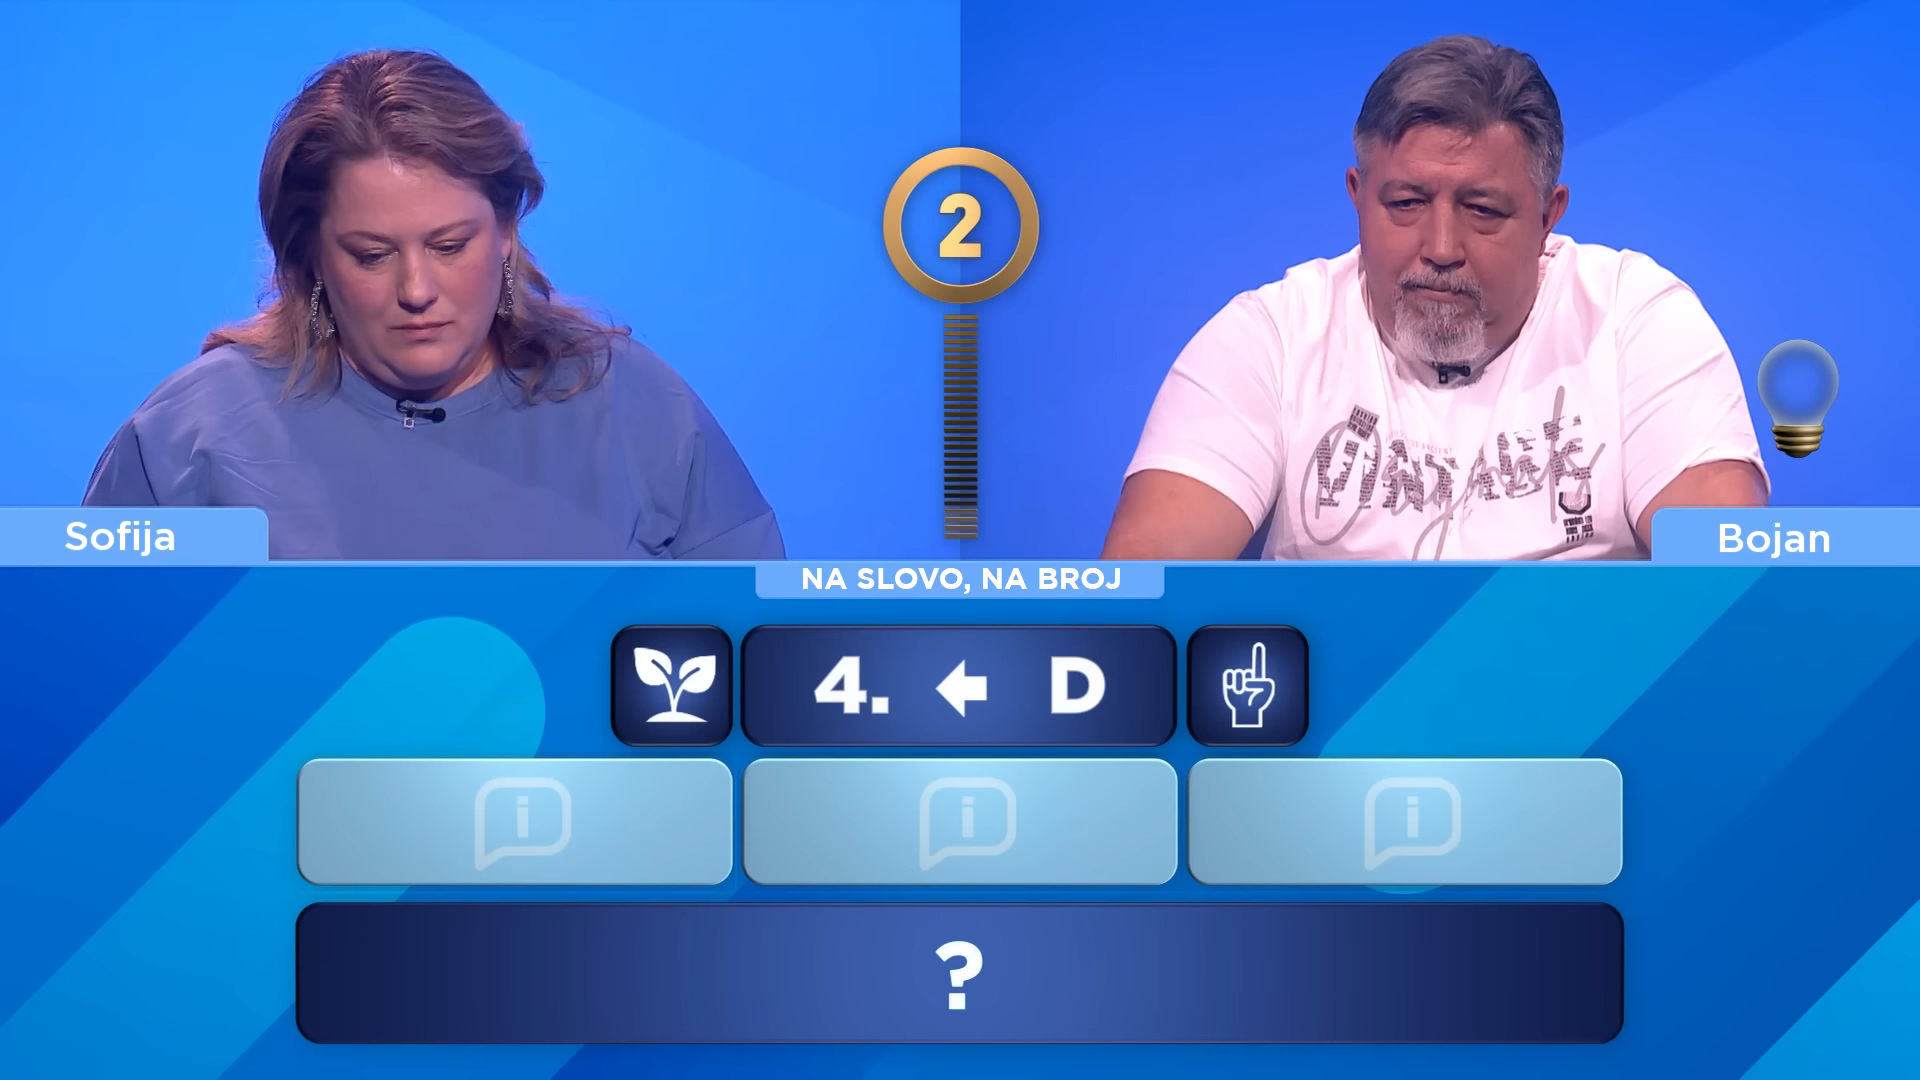 2
Sofija
Bojan
NA SLOVO, NA BROJ
4. ← D
?